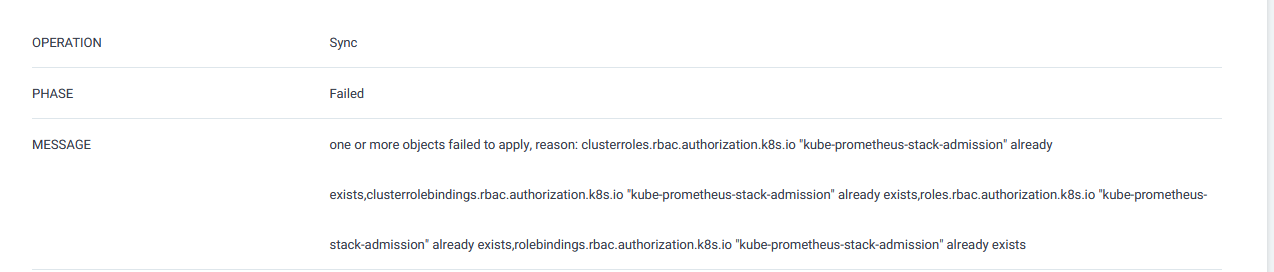 OPERATION Sync
PHASE Failed
MESSAGE one or more objects failed to apply, reason: clusterroles.rbac.authorization.k8s.io "kube-prometheus-stack-admission" already
exists,clusterrolebindings.rbac.authorization.k8s.io "kube-prometheus-stack-admission" already exists,roles.rbac.authorization.k8s.io "kube-prometheus-
stack-admission" already exists,rolebindings.rbac.authorization.k8s.io "kube-prometheus-stack-admission" already exists